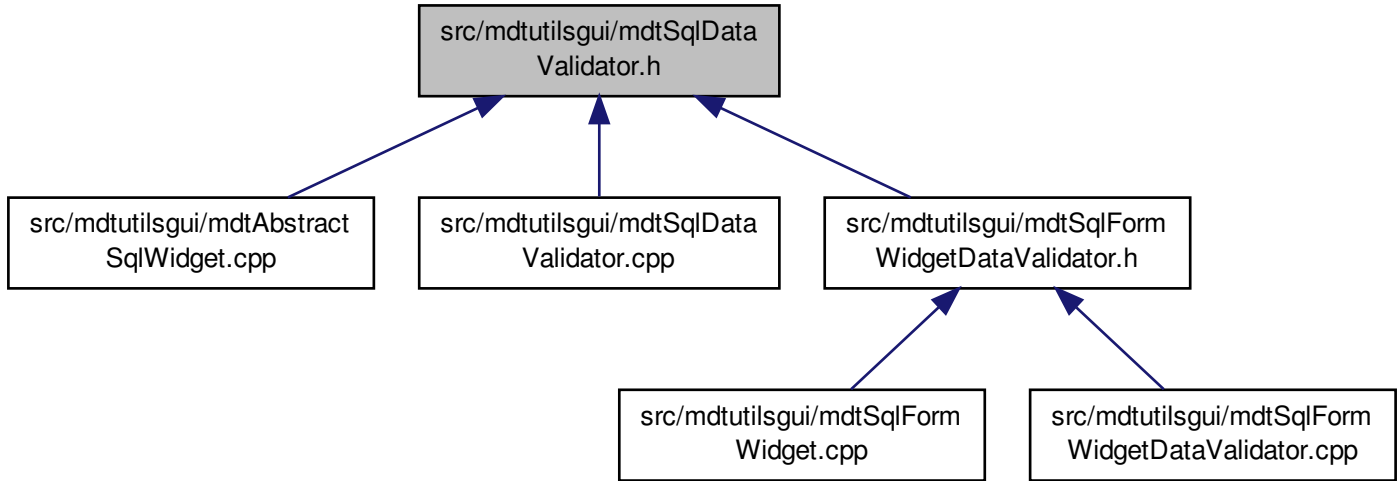 src/mdtutilsgui/mdtSqlData
Validator.h
src/mdtutilsgui/mdtAbstract
SqlWidget.cpp
src/mdtutilsgui/mdtSqlData
Validator.cpp
src/mdtutilsgui/mdtSqlForm
WidgetDataValidator.h
src/mdtutilsgui/mdtSqlForm
Widget.cpp
src/mdtutilsgui/mdtSqlForm
WidgetDataValidator.cpp